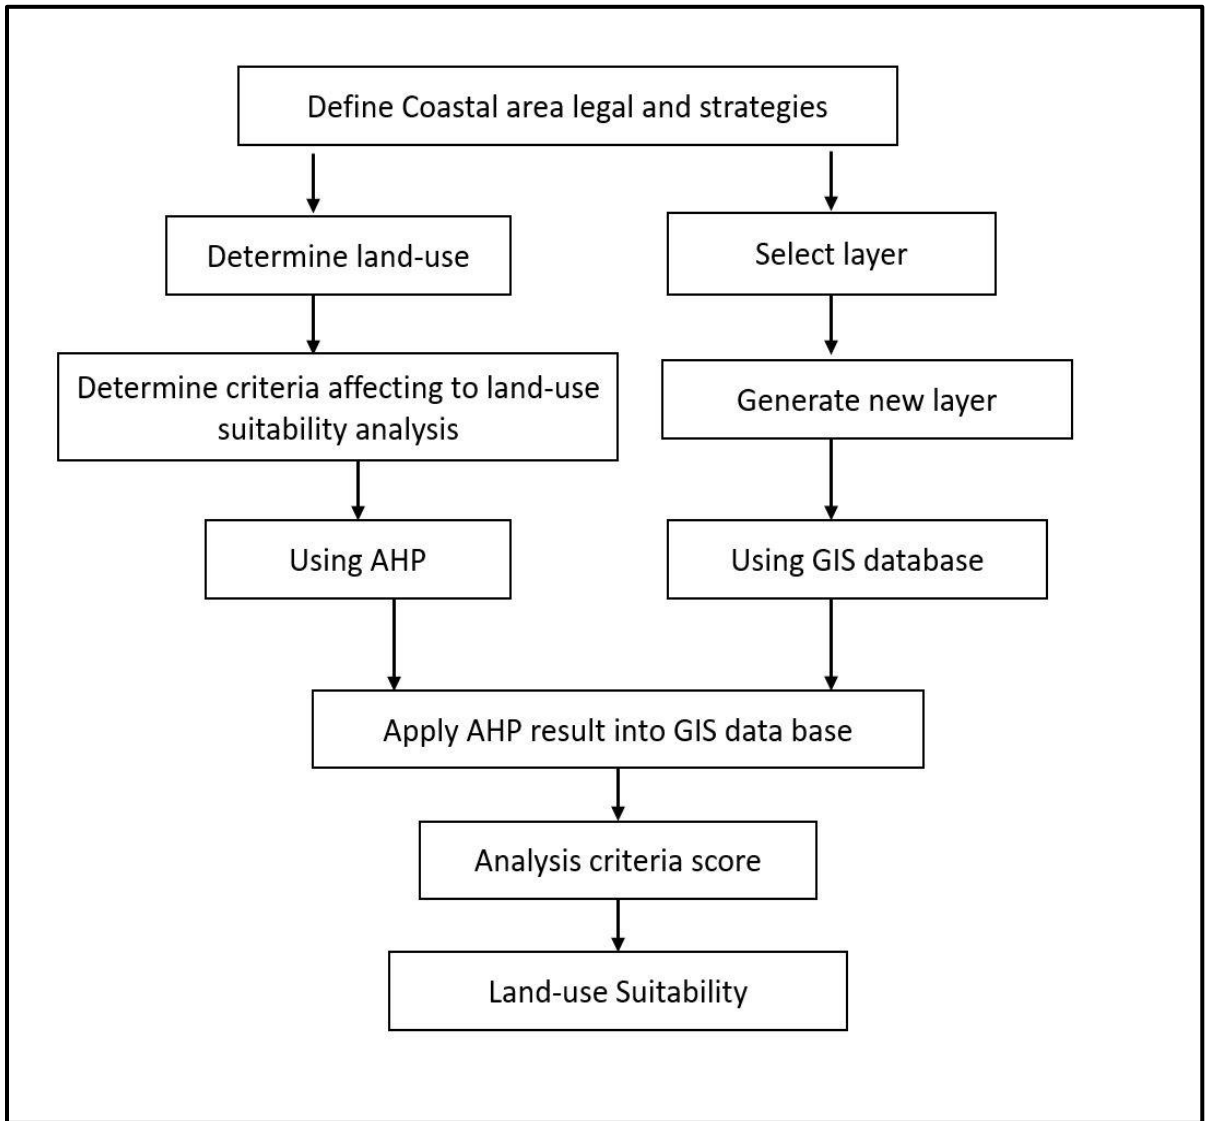 Define Coastal area legal and strategies
Determine land-use
Select layer
Determine criteria affecting to land-use
suitability analysis
Generate new layer
Using AHP
Using GIS database
Apply AHP result into GIS data base
Analysis criteria score
Land-use Suitability